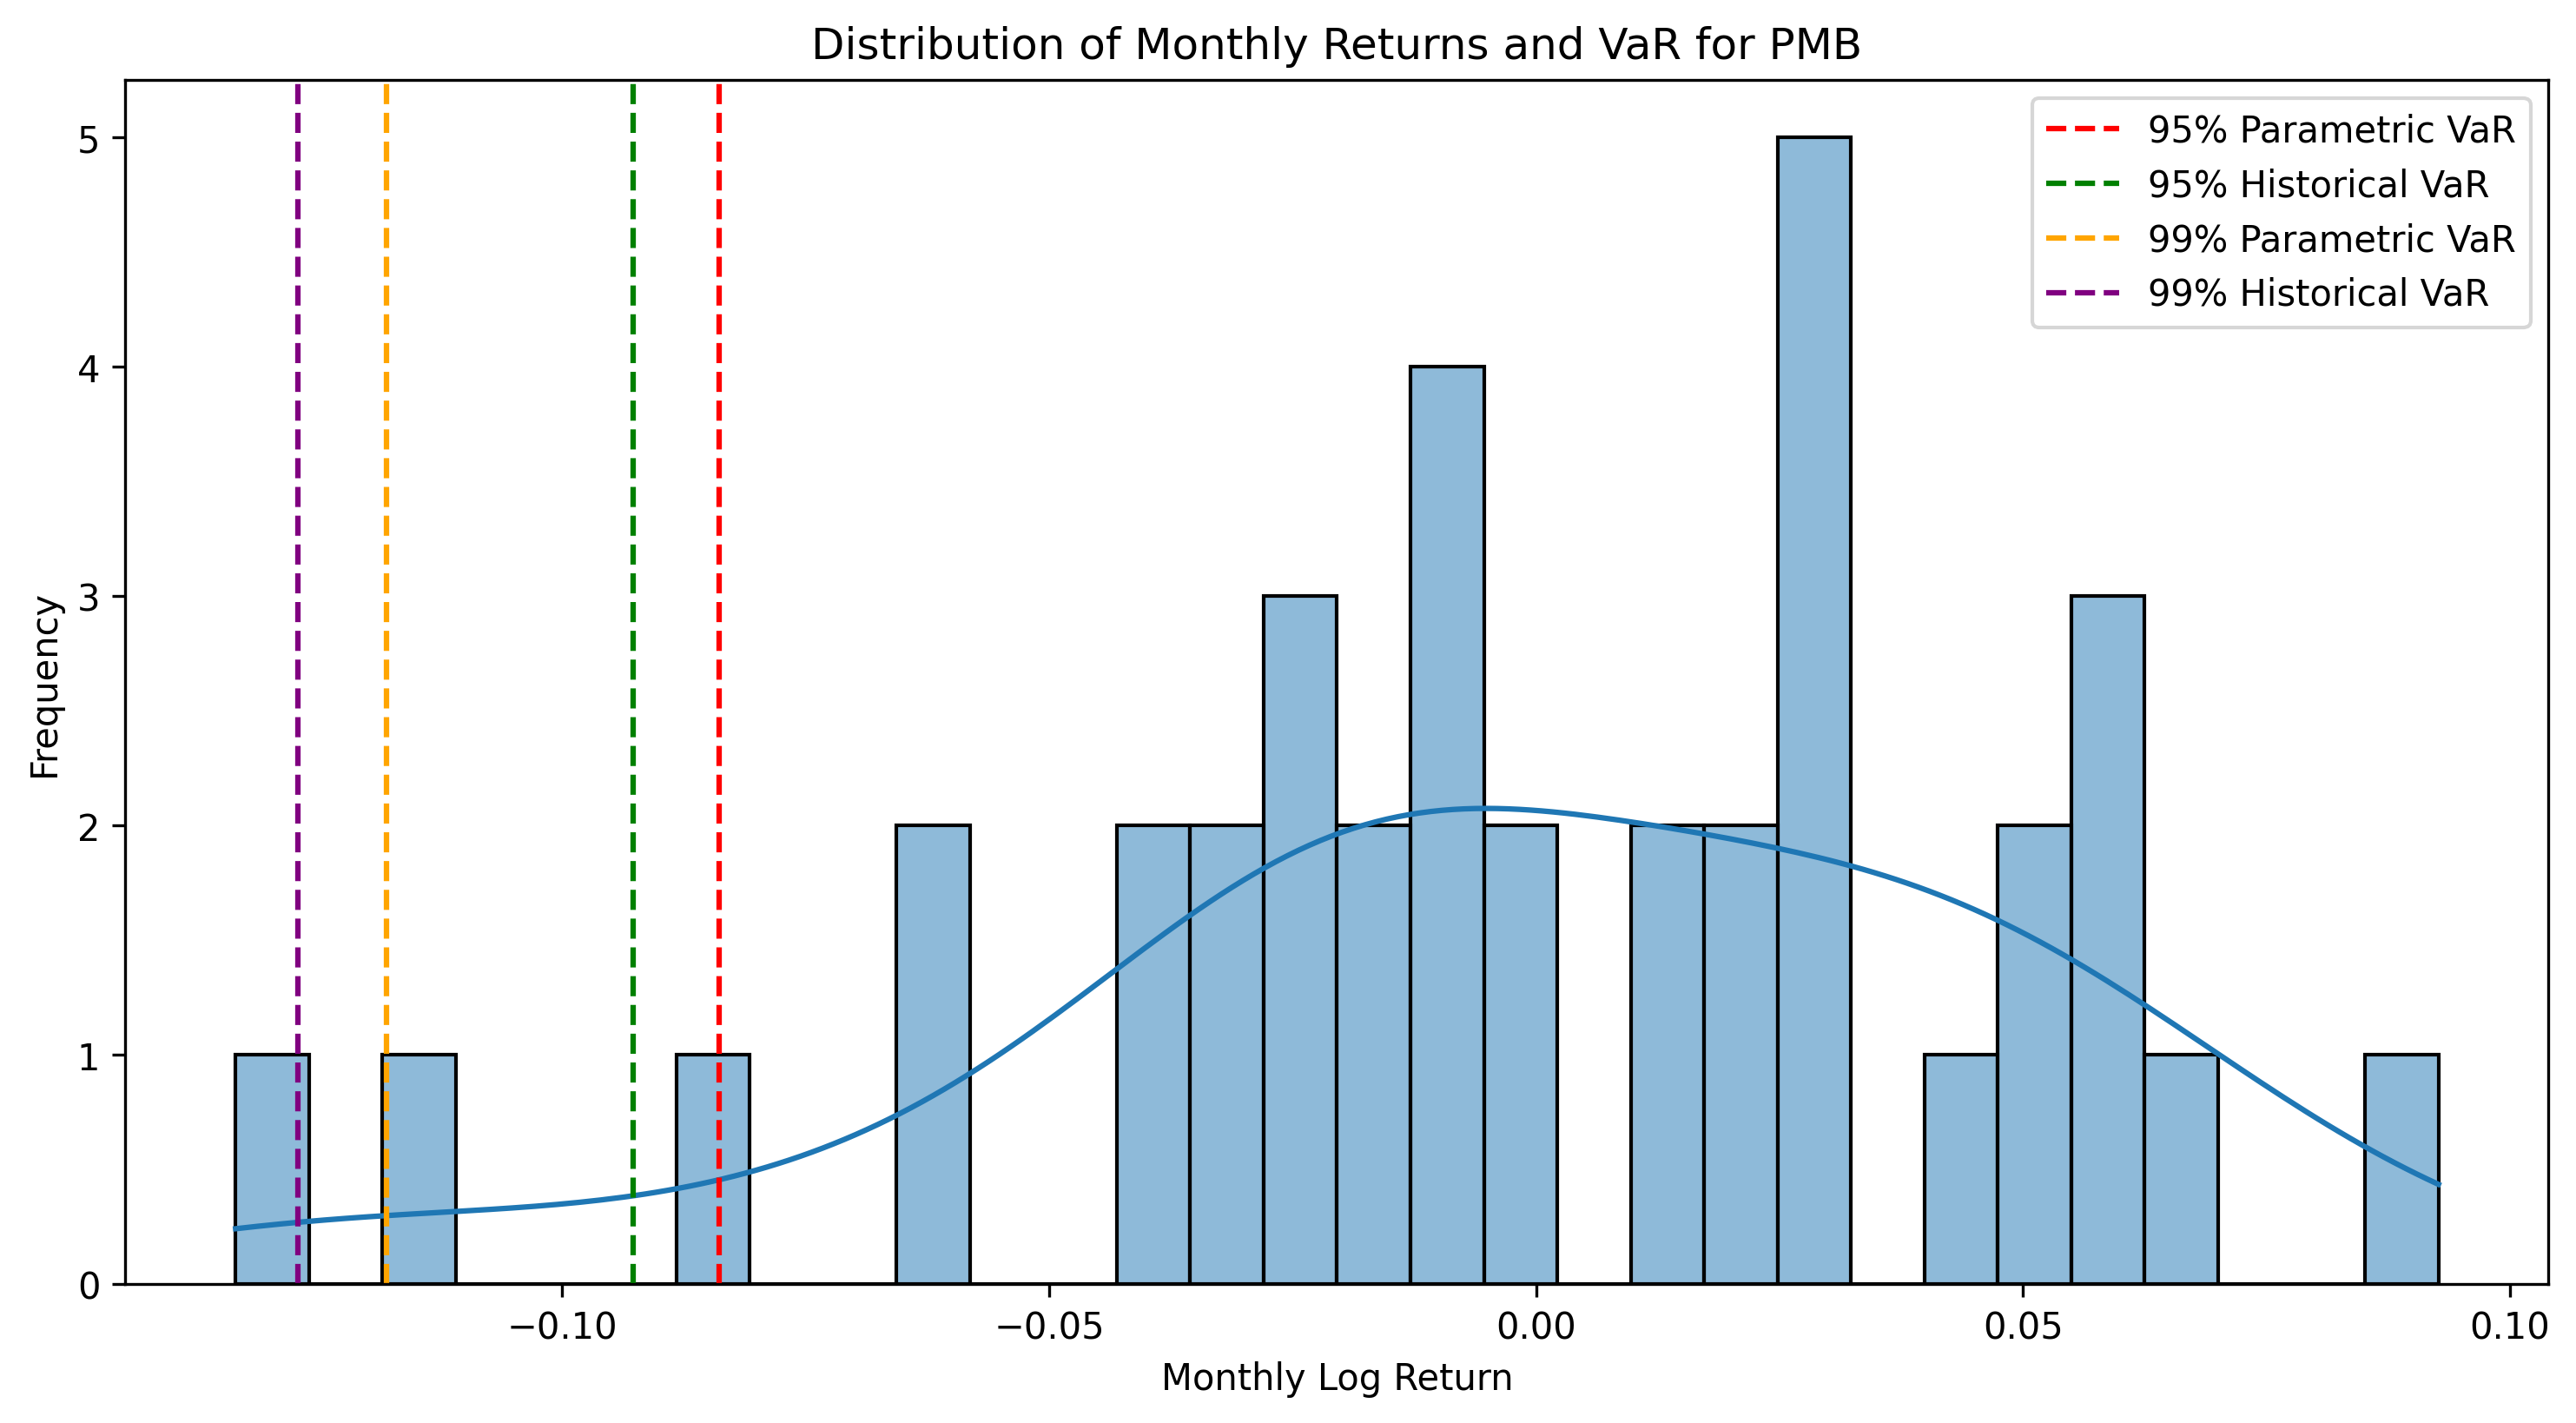 Distribution of Monthly Returns and VaR for PMB
95% Parametric VaR
95% Historical VaR
99% Parametric VaR
99% Historical VaR
5
4
3
2
1
0
Frequency
−0.10
−0.05
0.00
0.05
0.10
Monthly Log Return